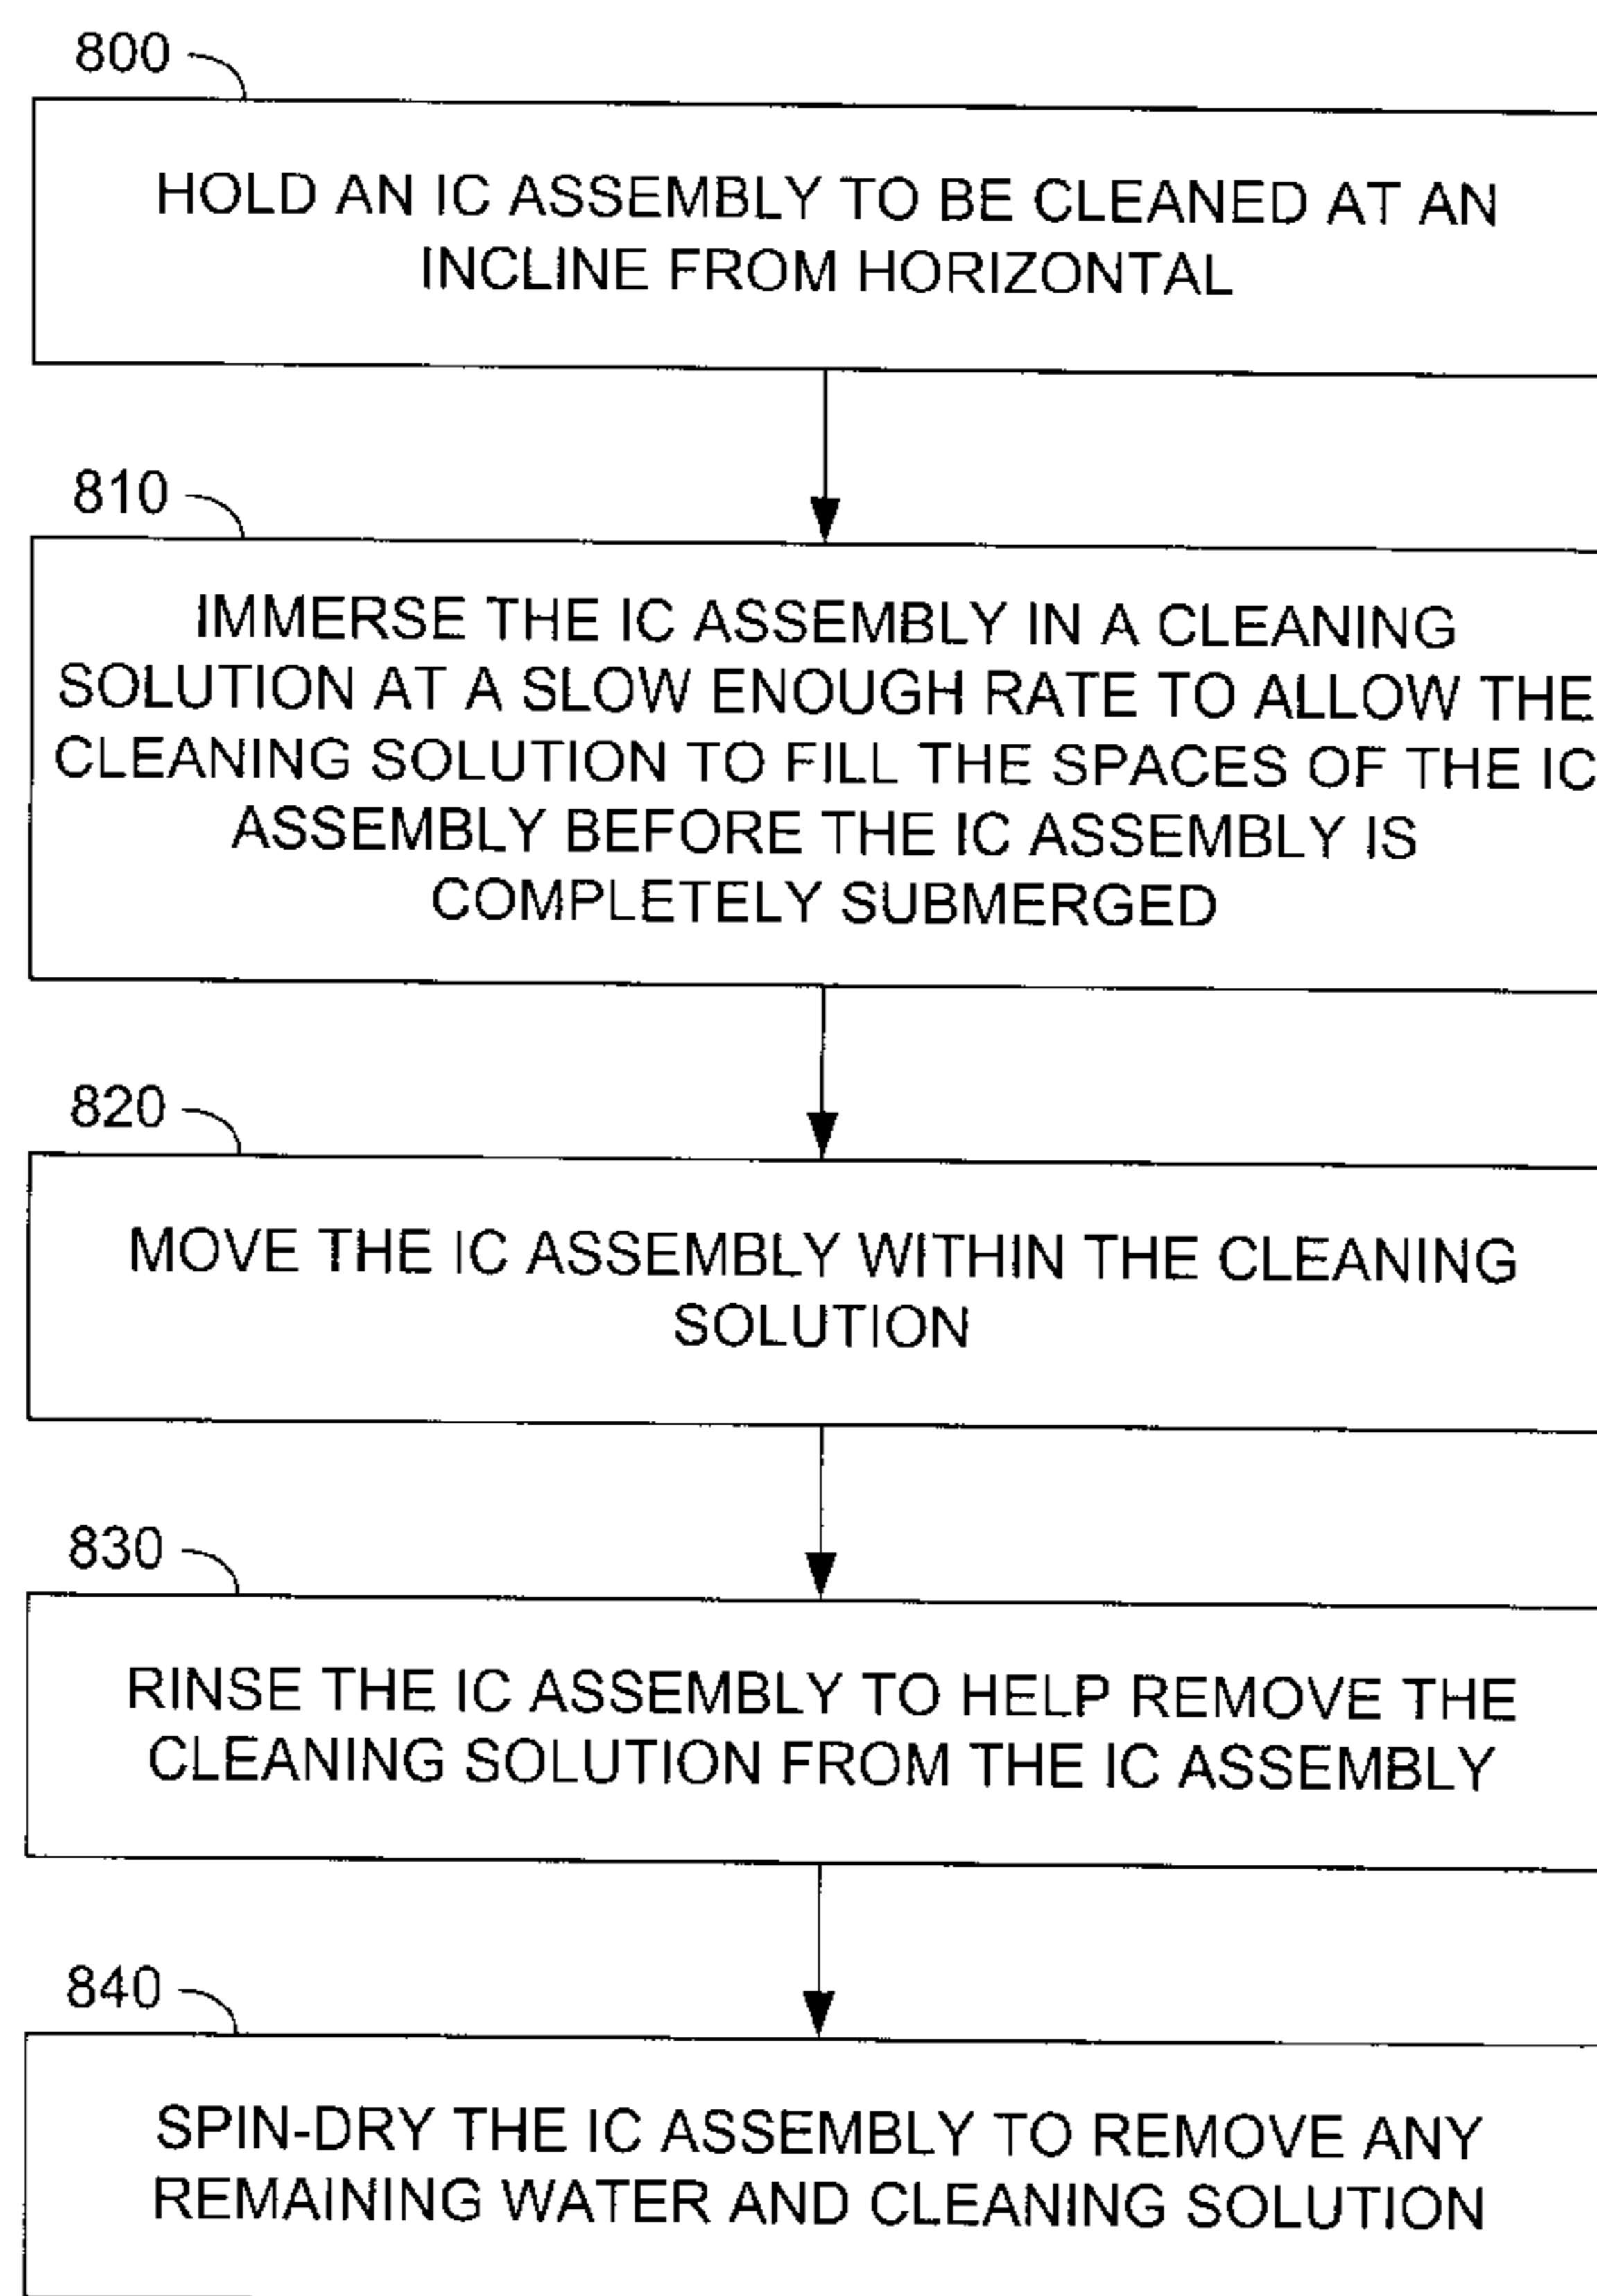 800
HOLD AN IC ASSEMBLY TO BE CLEANED AT AN
INCLINE FROM HORIZONTAL
810
IMMERSE THE IC ASSEMBLY IN A CLEANING
SOLUTION AT A SLOW ENOUGH RATE TO ALLOW THE
CLEANING SOLUTION TO FILL THE SPACES OF THE IC
ASSEMBLY BEFORE THE IC ASSEMBLY IS
COMPLETELY SUBMERGED
820
MOVE THE IC ASSEMBLY WITHIN THE CLEANING
SOLUTION
830
RINSE THE IC ASSEMBLY TO HELP REMOVE THE
CLEANING SOLUTION FROM THE IC ASSEMBLY
840
SPIN-DRY THE IC ASSEMBLY TO REMOVE ANY
REMAINING WATER AND CLEANING SOLUTION